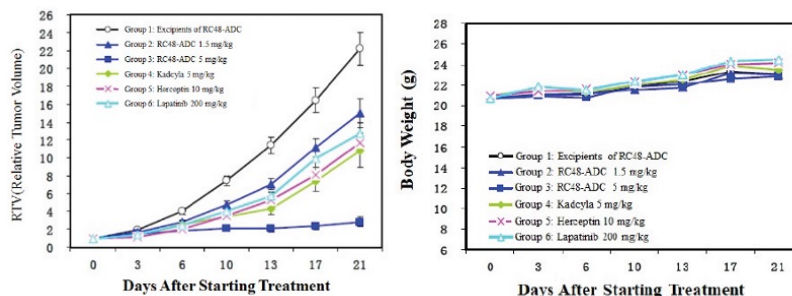 RTV(Relative Tumor Volume)
26
24
22
20
18
16
14
12
10
8
6
4
2
0
Group 1: Excipients of RC48-ADC
Group 2: RC48-ADC 1.5 mg/kg
Group 3: RC48-ADC 5 mg/kg
Group 4: Kadcyla 5 mg/kg
Group 5: Herceptin 10 mg/kg
Group 6: Lapatinib 200 mg/kg
0 3 6 10 13 17 21
Days After Starting Treatment
Body Weight (g)
28
26
24
22
20
18
16
14
12
10
8
6
Group 1: Excipients of RC48-ADC
Group 2: RC48-ADC 1.5 mg/kg
Group 3: RC48-ADC 5 mg/kg
Group 4: Kadcyla 5 mg/kg
Group 5: Herceptin 10 mg/kg
Group 6: Lapatinib 200 mg/kg
0 3 6 10 13 17 21
Days After Starting Treatment